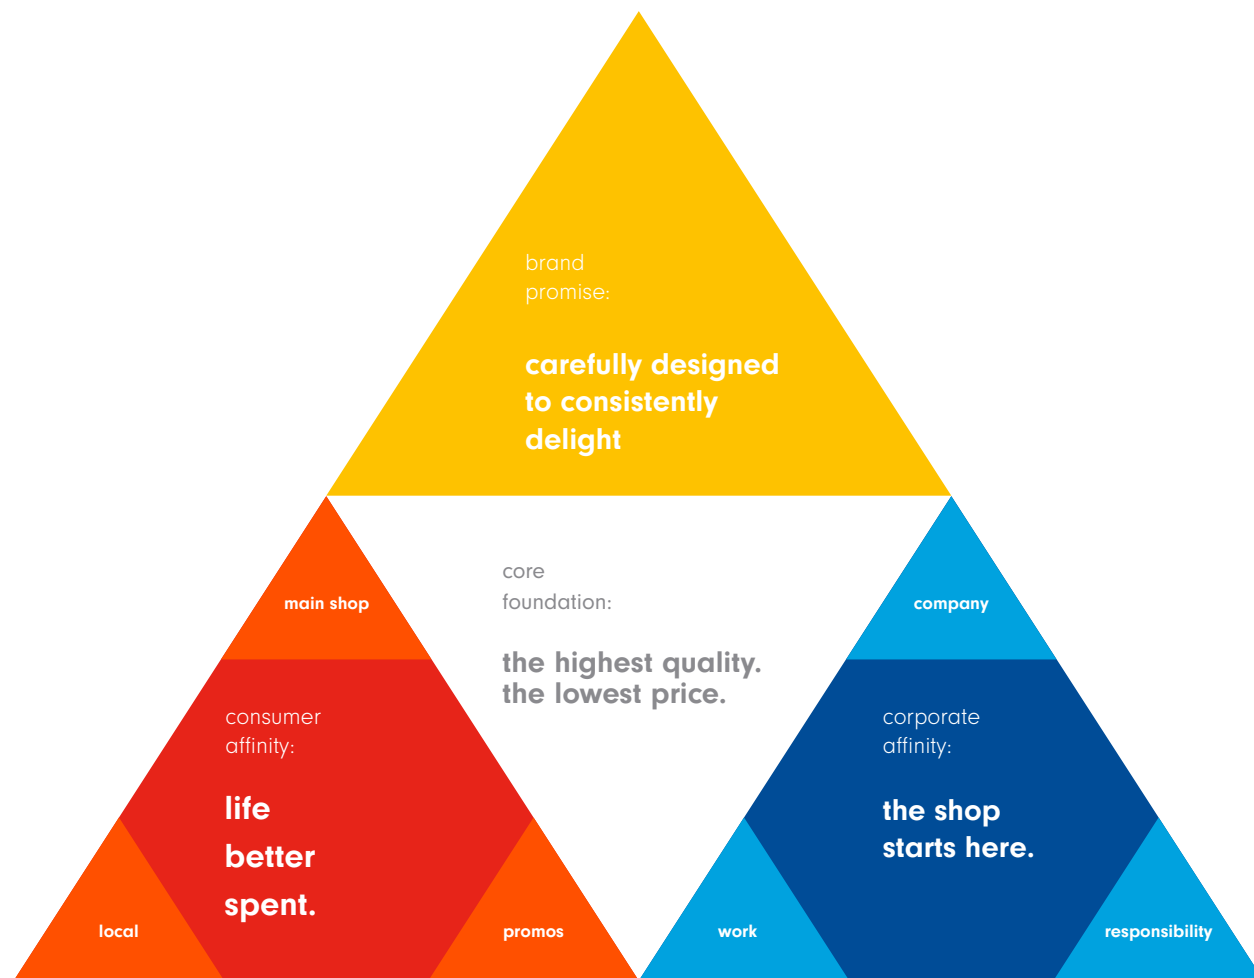 brand
promise:
carefully designed
to consistently
delight
core
foundation:
the highest quality.
the lowest price.
main shop
consumer
affinity:
life
better
spent.
local
promos
company
corporate
affinity:
the shop
starts here.
work
responsibility